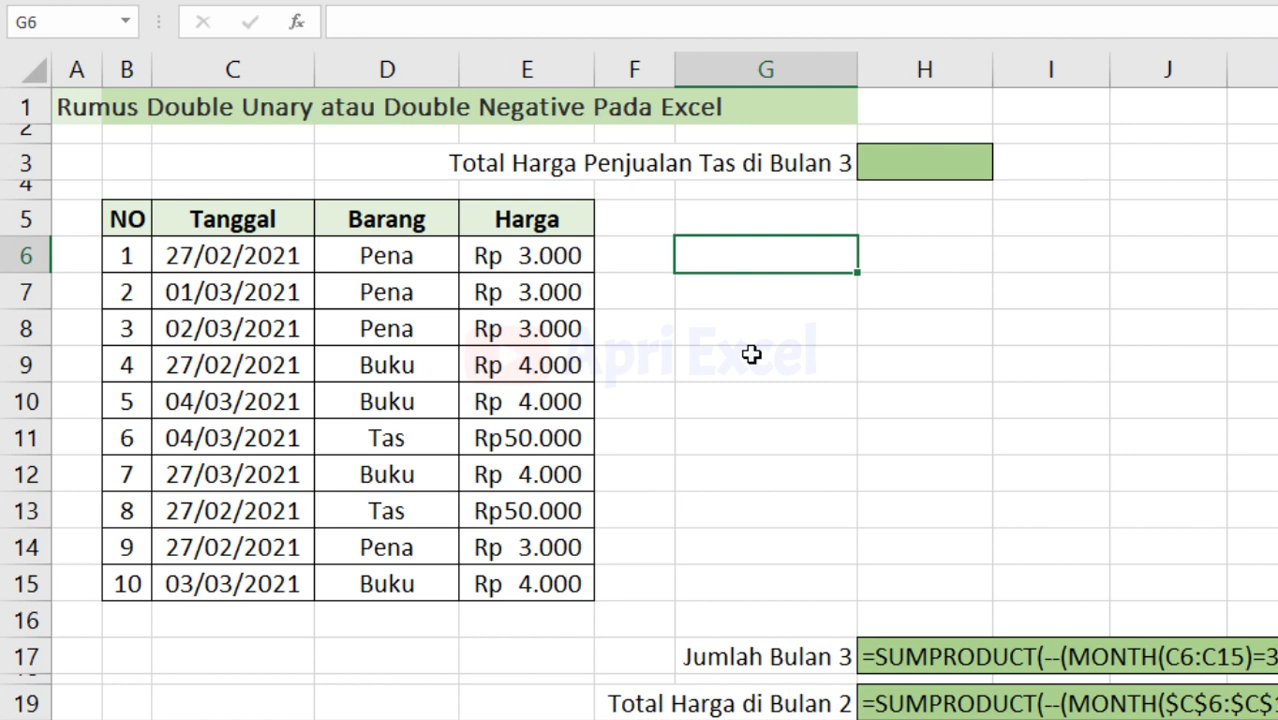 G6 fx
A B C D E F G H I J
1 Rumus Double Unary atau Double Negative Pada Excel
2
3 Total Harga Penjualan Tas di Bulan 3
4
5 NO Tanggal Barang Harga
6 1 27/02/2021 Pena Rp 3.000
7 2 01/03/2021 Pena Rp 3.000
8 3 02/03/2021 Pena Rp 3.000
Apri Excel
9 4 27/02/2021 Buku Rp 4.000
10 5 04/03/2021 Buku Rp 4.000
11 6 04/03/2021 Tas Rp50.000
12 7 27/03/2021 Buku Rp 4.000
13 8 27/02/2021 Tas Rp50.000
14 9 27/02/2021 Pena Rp 3.000
15 10 03/03/2021 Buku Rp 4.000
16
17 Jumlah Bulan 3 =SUMPRODUCT(--(MONTH(C6:C15)=3
19 Total Harga di Bulan 2 =SUMPRODUCT(--(MONTH($C$6:$C$1